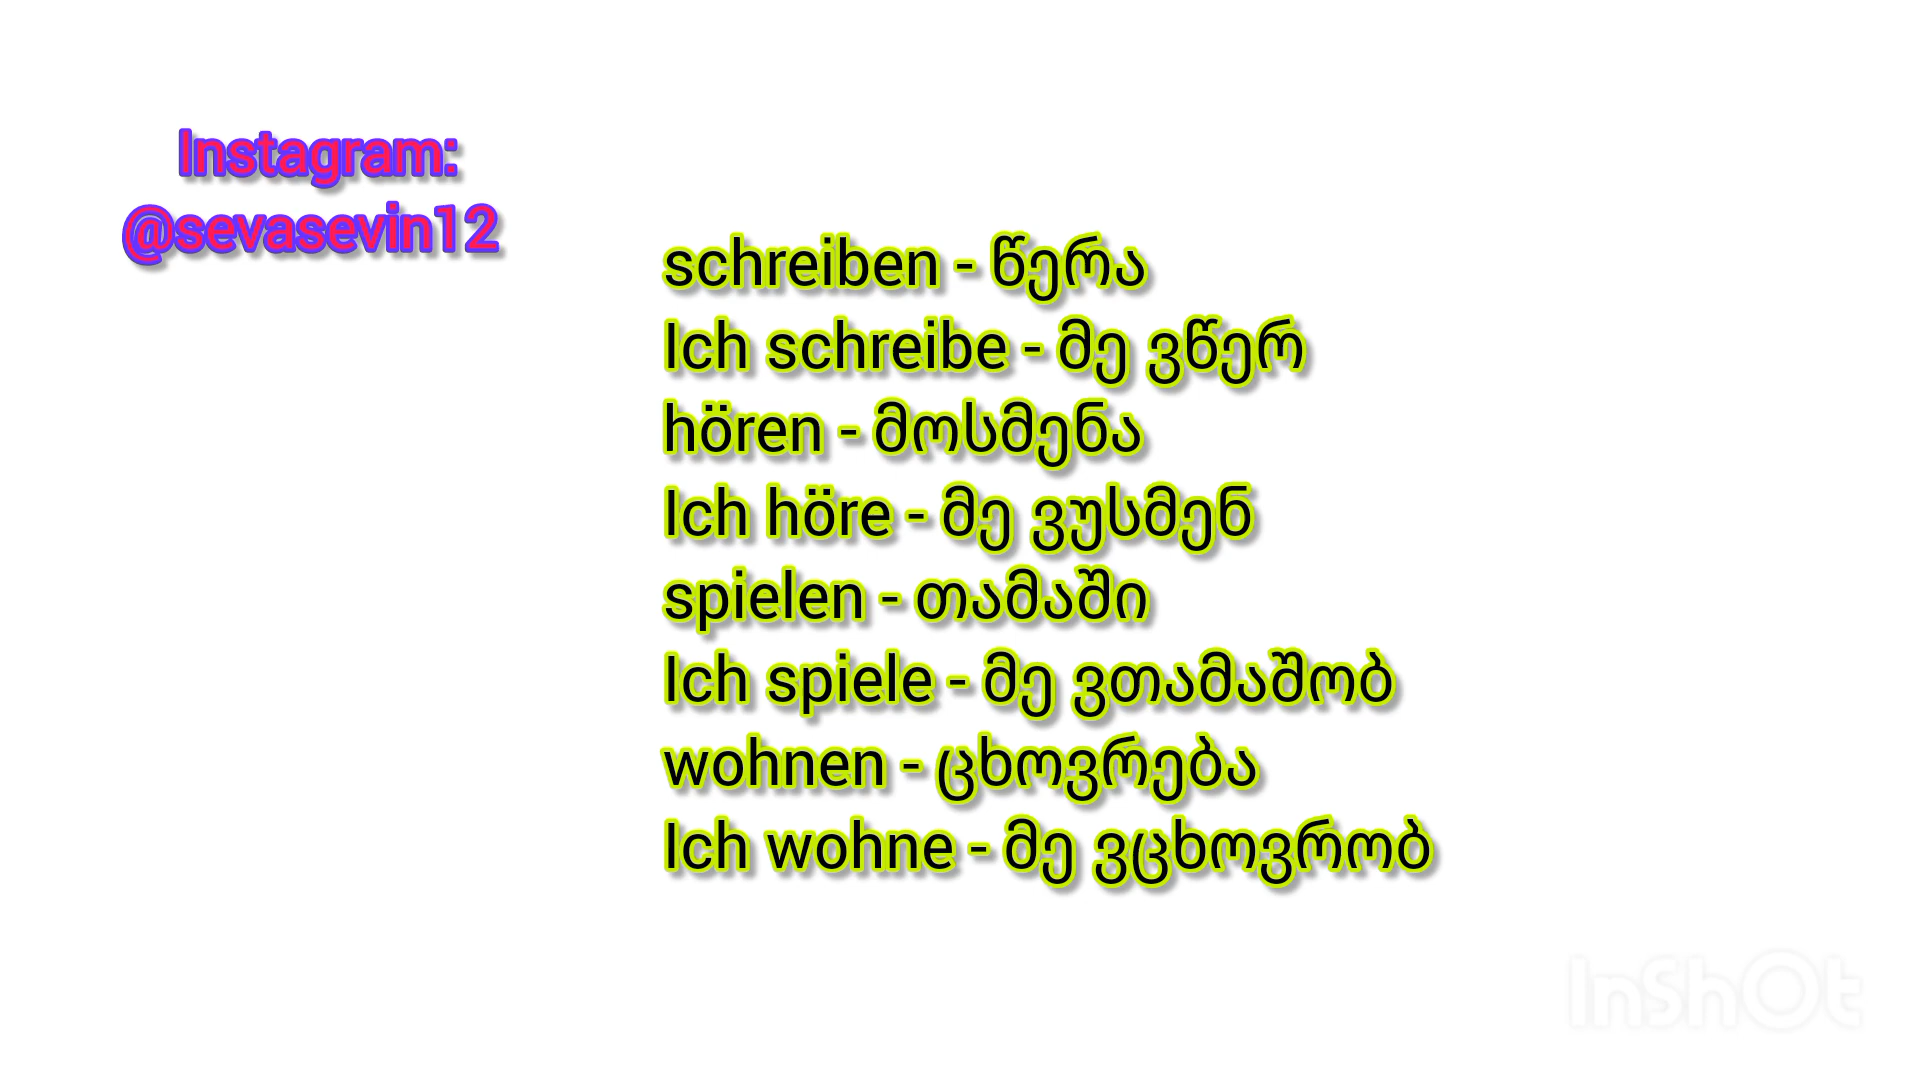 Instagram:
@sevasevin12
schreiben - წერა
Ich schreibe - მე ვწერ
hören - მოსმენა
Ich höre - მე ვუსმენ
spielen - თამაში
Ich spiele - მე ვთამაშობ
wohnen - ცხოვრება
Ich wohne - მე ვცხოვრობ
InShOt